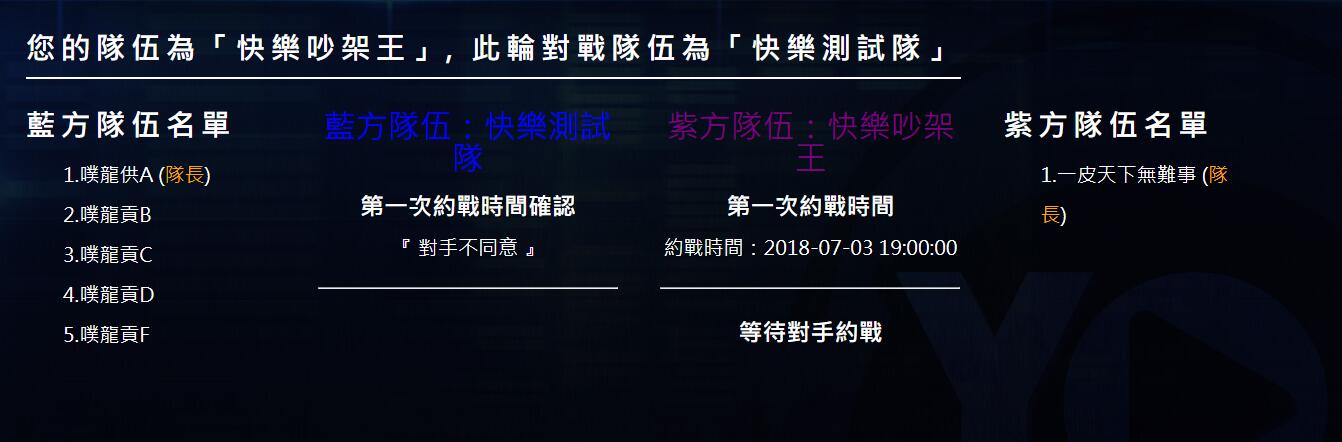 您的隊伍為「快樂吵架王」, 此輪對戰隊伍為「快樂測試隊」
藍方隊伍名單
1.噗龍供A (隊長)
2.噗龍貢B
3.噗龍貢C
4.噗龍貢D
5.噗龍貢F
藍方隊伍：快樂測試
隊
第一次約戰時間確認
『 對手不同意 』
紫方隊伍：快樂吵架
王
第一次約戰時間
約戰時間：2018-07-03 19:00:00
等待對手約戰
紫方隊伍名單
1.一皮天下無難事 (隊
長)